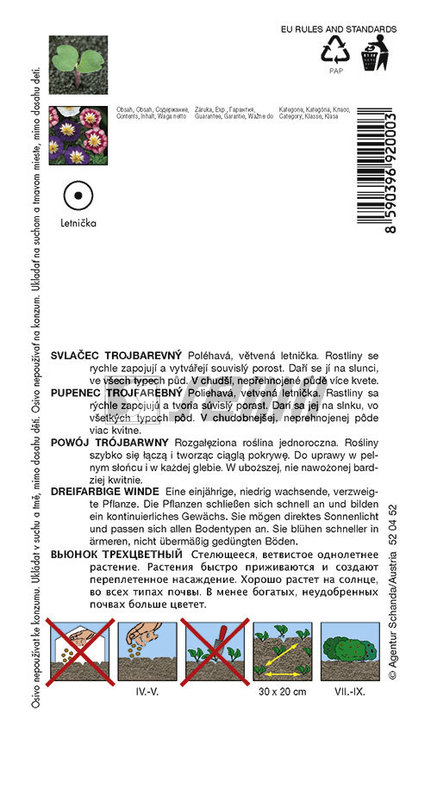 EU RULES AND STANDARDS
PAP
Obsah, Obsah, Содержание,
Contents, Inhalt, Waga netto
Záruka, Exp., Гарантия,
Guarantee, Garantie, Ważne do
Kategorie, Kategória, Класс,
Category, Klasse, Klasa
8 590396 920003
Letnička
Osivo nepoužívat ke konzumu. Ukládat v suchu a tmě, mimo dosahu dětí. Osivo nepoužívať na konzum. Ukladať na suchom a tmavom mieste, mimo dosahu detí.
SVLAČEC TROJBAREVNÝ Poléhavá, větvená letnička. Rostliny se
rychle zapojují a vytvářejí souvislý porost. Daří se jí na slunci,
ve všech typech půd. V chudší, nepřehnojené půdě více kvete.
PUPENEC TROJFAREBNÝ Poliehavá, vetvená letnička. Rastliny sa
rýchle zapojujú a tvoria súvislý porast. Darí sa jej na slnku, vo
všetkých typoch pôd. V chudobnejšej, neprehnojenej pôde
viac kvitne.
POWÓJ TRÓJBARWNY Rozgałęziona roślina jednoroczna. Rośliny
szybko się łączą i tworząc ciągłą pokrywę. Do uprawy w peł-
nym słońcu i w każdej glebie. W uboższej, nie nawożonej bard-
ziej kwitnie.
DREIFARBIGE WINDE Eine einjährige, niedrig wachsende, verzweig-
te Pflanze. Die Pflanzen schließen sich schnell an und bilden
ein kontinuierliches Gewächs. Sie mögen direktes Sonnenlicht
und passen sich allen Bodentypen an. Sie blühen schneller in
ärmeren, nicht übermäßig gedüngten Böden.
ВЬЮНОК ТРЕХЦВЕТНЫЙ Стелющееся, ветвистое однолетнее
растение. Растения быстро приживаются и создают
переплетенное насаждение. Хорошо растет на солнце,
во всех типах почвы. В менее богатых, неудобренных
почвах больше цветет.
© Agentur Schanda/Austria 52 04 52
IV.-V.
30 x 20 cm
VII.-IX.